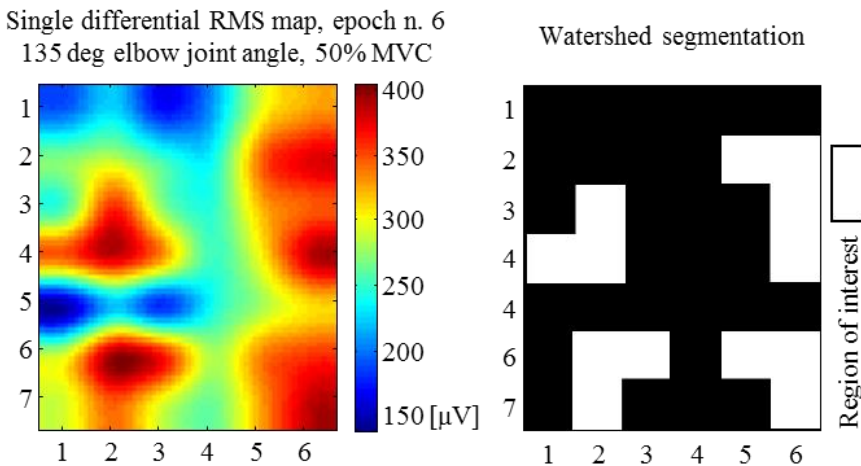 Single differential RMS map, epoch n. 6
135 deg elbow joint angle, 50% MVC
Watershed segmentation
1
2
3
4
5
6
7
1 2 3 4 5 6
400
350
300
250
200
150 [µV]
1
2
3
4
4
6
7
1 2 3 4 5 6
Region of interest